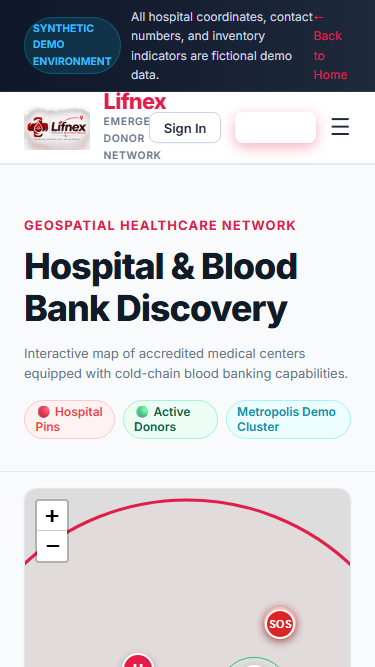 SYNTHETIC
DEMO
ENVIRONMENT
All hospital coordinates, contact
numbers, and inventory
indicators are fictional demo
data.
← Back
to
Home
Lifnex
Lifnex
EMERGE
DONOR
NETWORK
Sign In
☰
GEOSPATIAL HEALTHCARE NETWORK
Hospital & Blood
Bank Discovery
Interactive map of accredited medical centers
equipped with cold-chain blood banking capabilities.
Hospital
Pins
Active
Donors
Metropolis Demo
Cluster
+
−
SOS